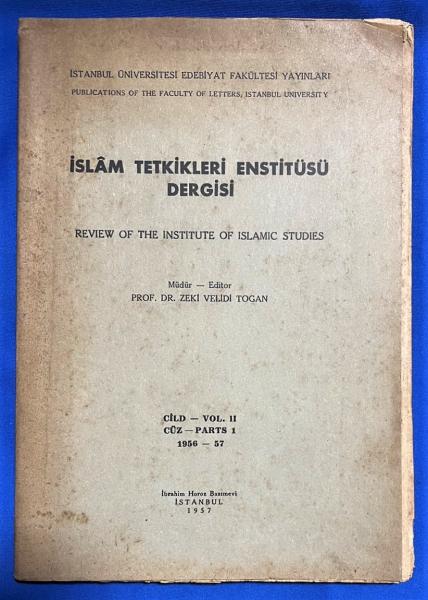 İSTANBUL ÜNİVERSİTESİ EDEBİYAT FAKÜLTESİ YAYINLARI
PUBLICATIONS OF THE FACULTY OF LETTERS, ISTANBUL UNIVERSITY
İSLÂM TETKİKLERİ ENSTİTÜSÜ
DERGİSİ
REVIEW OF THE INSTITUTE OF ISLAMIC STUDIES
Müdür — Editor
PROF. DR. ZEKİ VELİDİ TOGAN
CİLD — VOL. II
CÜZ — PARTS 1
1956 — 57
İbrahim Horoz Basımevi
İSTANBUL
1957